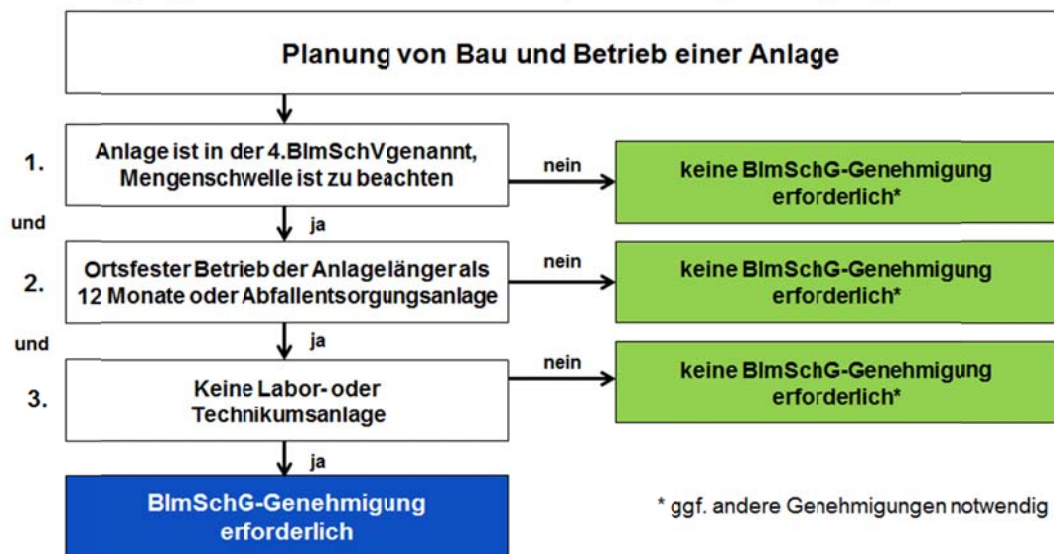 Planung von Bau und Betrieb einer Anlage
1.
Anlage ist in der 4.BImSchVgenannt,
Mengenschwelle ist zu beachten
nein
keine BImSchG-Genehmigung
erforderlich*
und
ja
2.
Ortsfester Betrieb der Anlagelänger als
12 Monate oder Abfallentsorgungsanlage
nein
keine BImSchG-Genehmigung
erforderlich*
und
ja
3.
Keine Labor- oder
Technikumsanlage
nein
keine BImSchG-Genehmigung
erforderlich*
ja
BImSchG-Genehmigung
erforderlich
* ggf. andere Genehmigungen notwendig